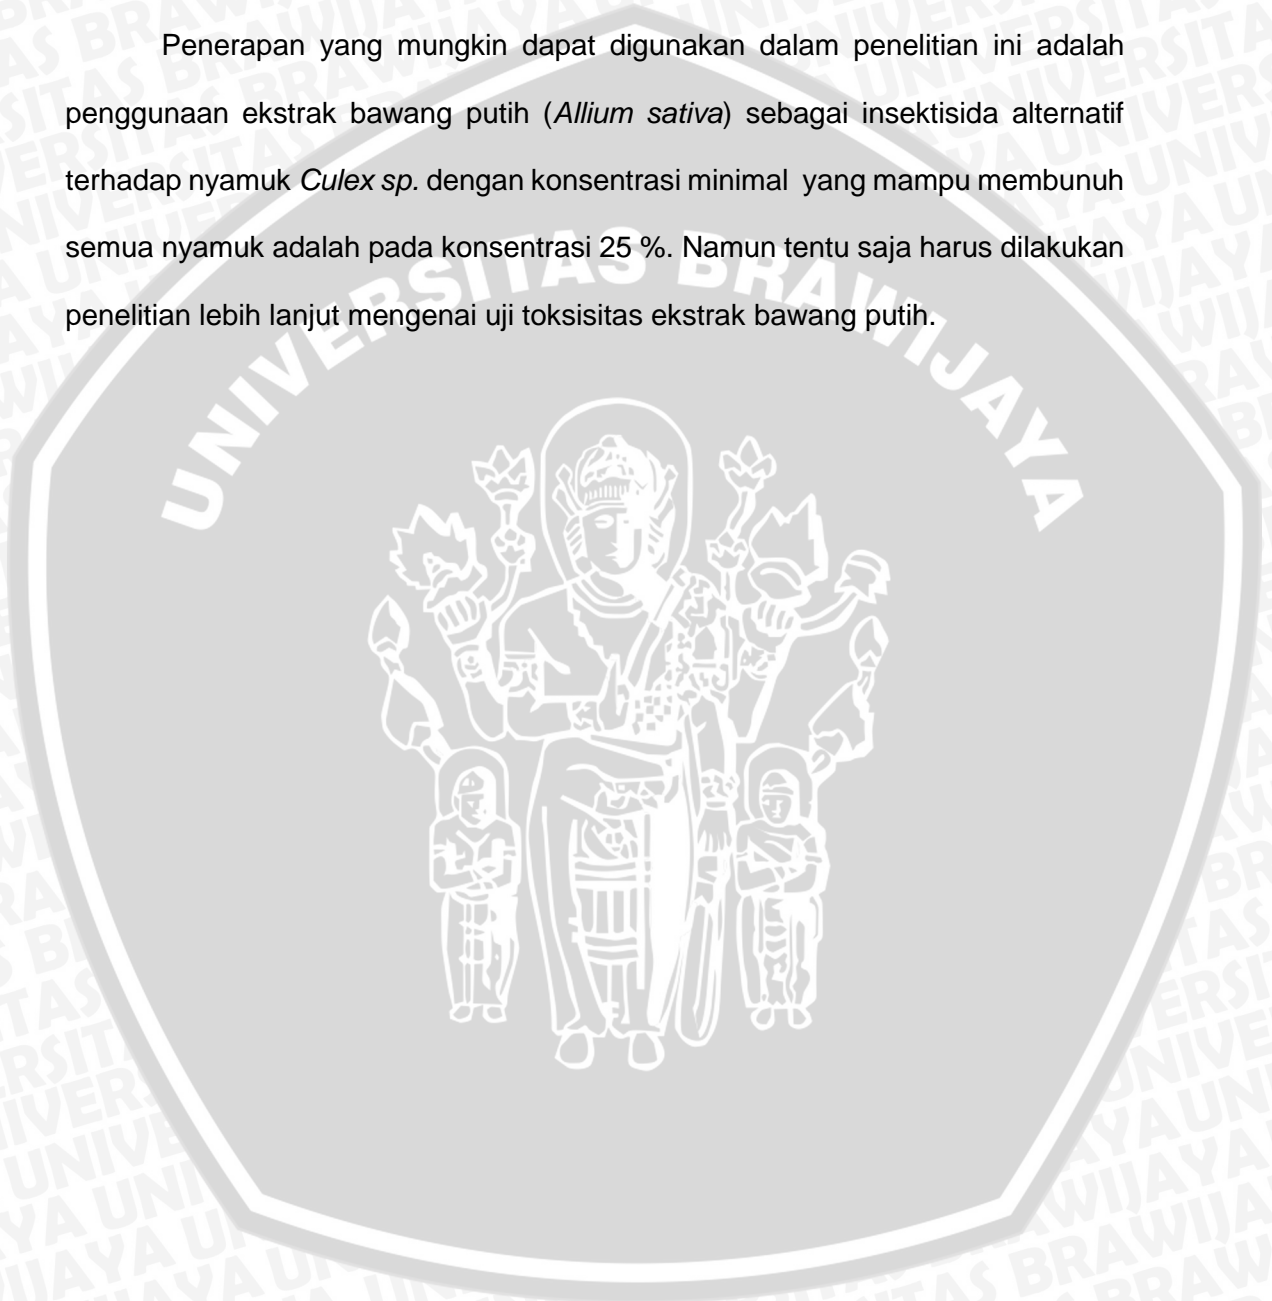 Penerapan yang mungkin dapat digunakan dalam penelitian ini adalah
penggunaan ekstrak bawang putih (Allium sativa) sebagai insektisida alternatif
terhadap nyamuk Culex sp. dengan konsentrasi minimal  yang mampu membunuh
semua nyamuk adalah pada konsentrasi 25 %. Namun tentu saja harus dilakukan
penelitian lebih lanjut mengenai uji toksisitas ekstrak bawang putih.
UNIVERSITAS BRAWIJAYA